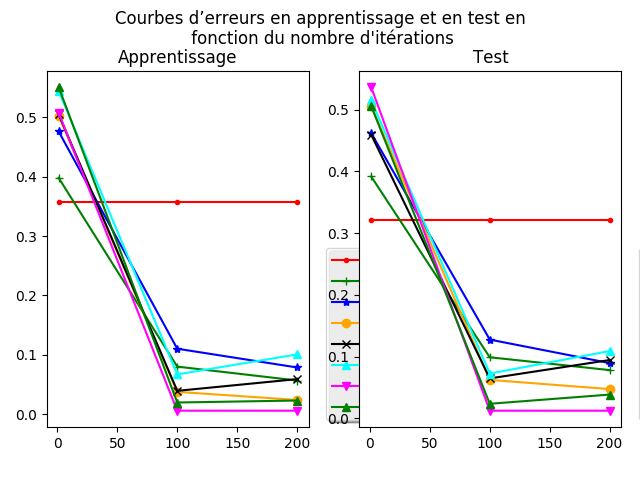 Courbes d’erreurs en apprentissage et en test en
fonction du nombre d'itérations
Apprentissage
Test
0.5
0.4
0.3
0.2
0.1
0.0
0 50 100 150 200
0.5
0.4
0.3
0.2
0.1
0.0
0 50 100 150 200